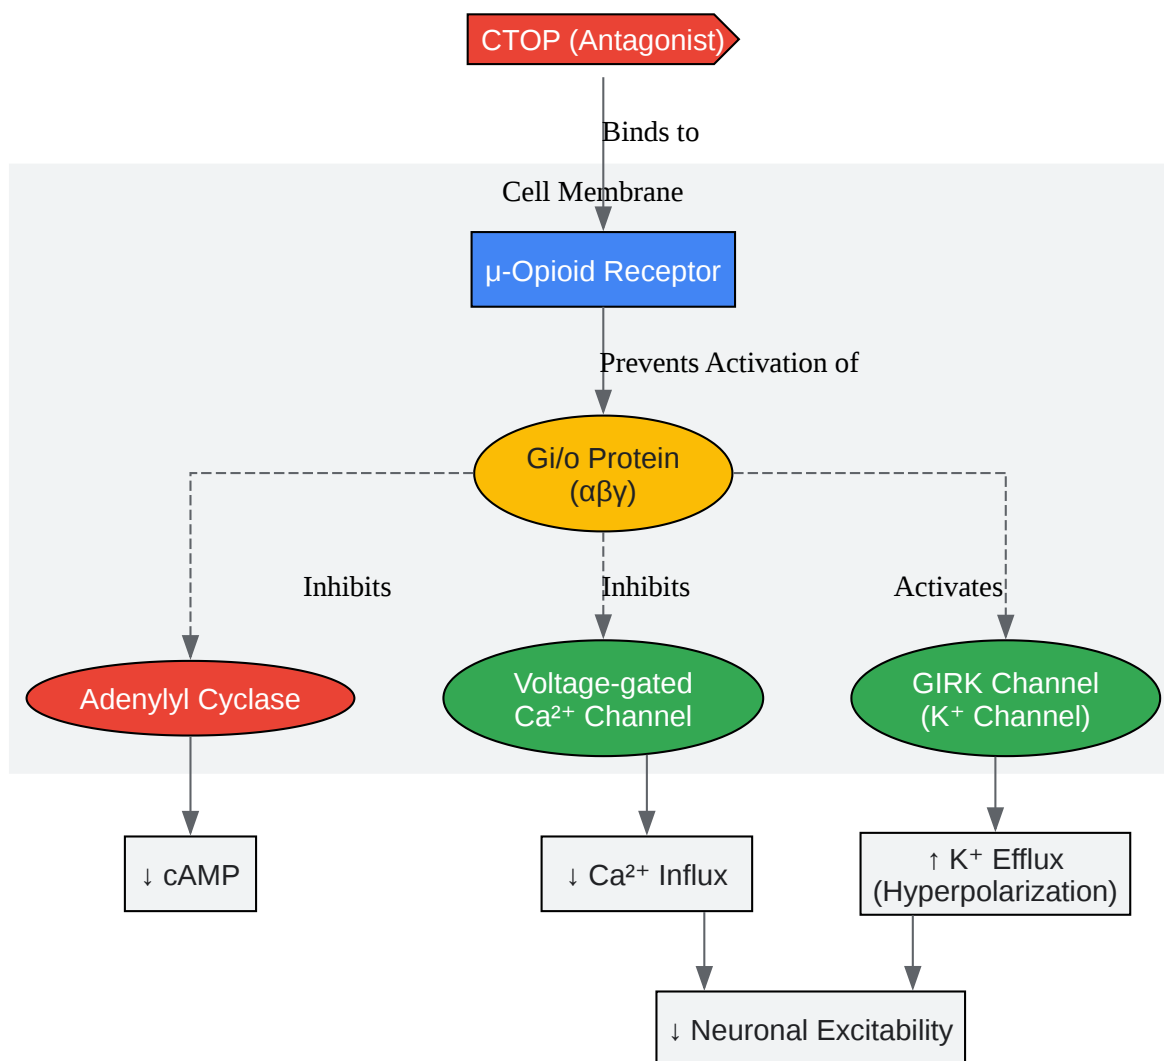 CTOP (Antagonist)
Binds to
Cell Membrane
μ-Opioid Receptor
Prevents Activation of
Gi/o Protein
(αβγ)
Inhibits
Inhibits
Activates
Adenylyl Cyclase
Voltage-gated
Ca²⁺ Channel
GIRK Channel
(K⁺ Channel)
↓ cAMP
↓ Ca²⁺ Influx
↑ K⁺ Efflux
(Hyperpolarization)
↓ Neuronal Excitability